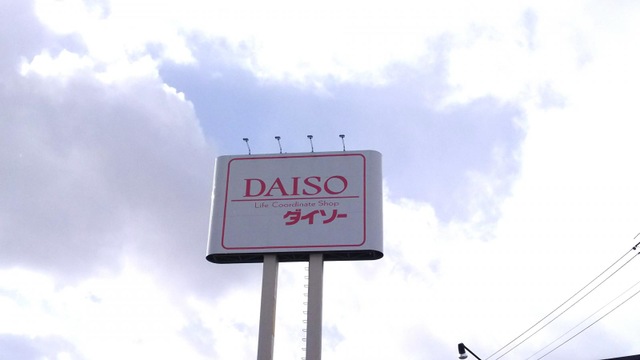 DAISO
Life Coordinate Shop
ダイソー